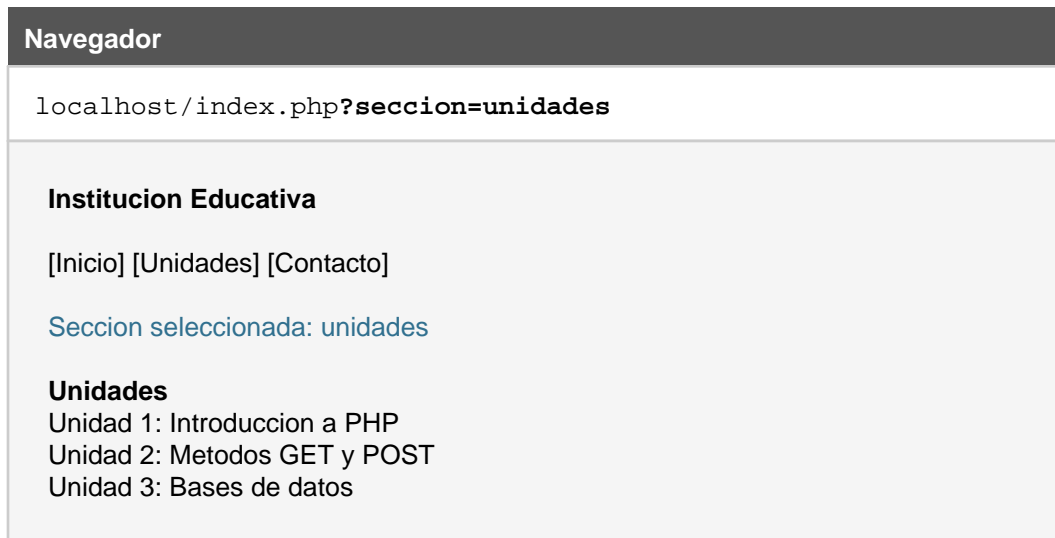 Navegador
localhost/index.php?seccion=unidades
Institucion Educativa
[Inicio] [Unidades] [Contacto]
Seccion seleccionada: unidades
Unidades
Unidad 1: Introduccion a PHP
Unidad 2: Metodos GET y POST
Unidad 3: Bases de datos